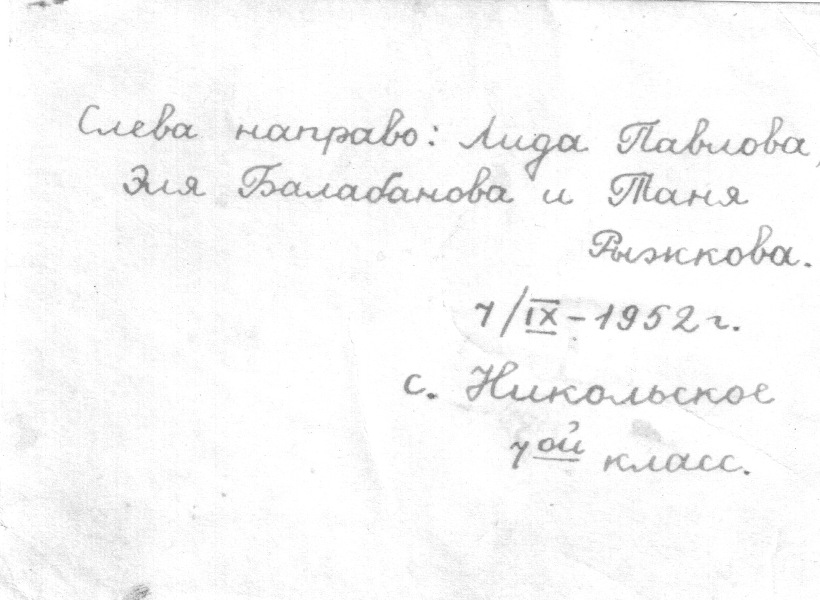 Слева направо: Лида Павлова,
Эля Балабанова и Таня
Рыжкова.
7/IX-1952 г.
с. Никольское
7ой класс.